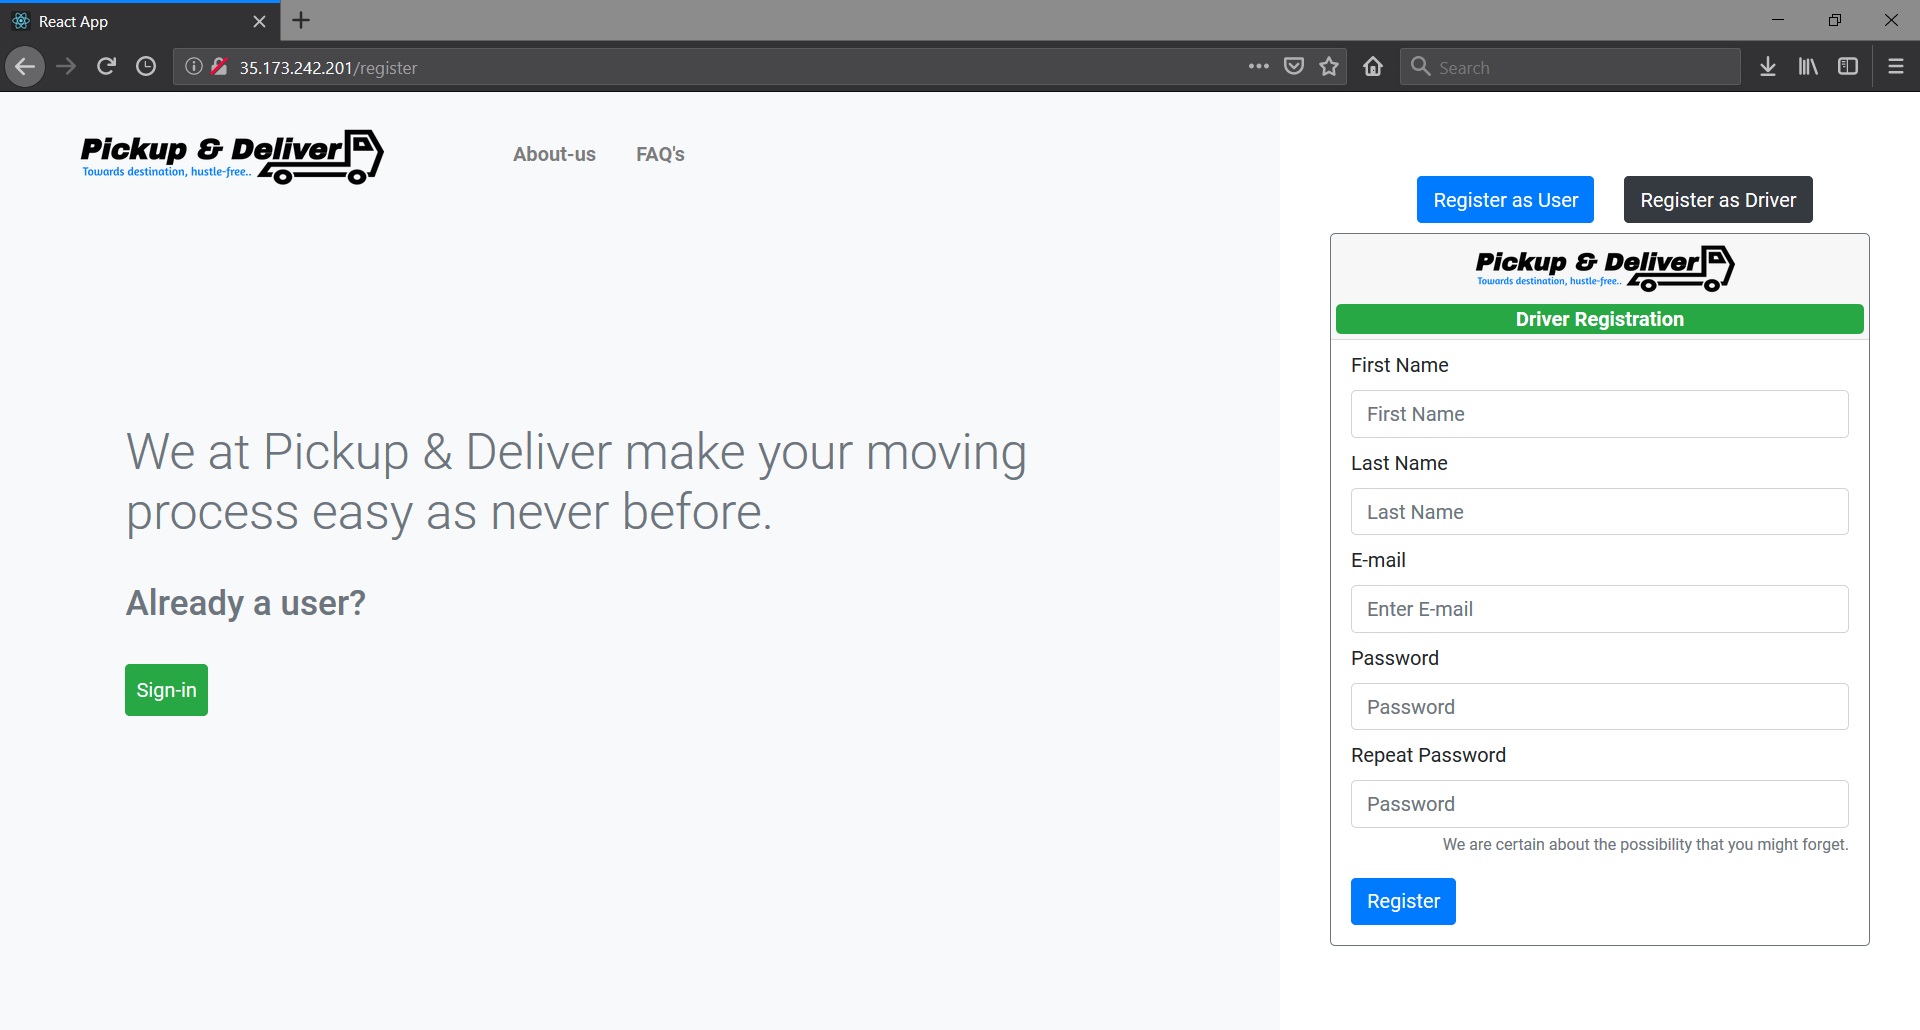 React App
35.173.242.201/register
Search
Pickup & Deliver
Towards destination, hustle-free..
About-us
FAQ's
We at Pickup & Deliver make your moving
process easy as never before.
Already a user?
Sign-in
Register as User
Register as Driver
Pickup & Deliver
Towards destination, hustle-free..
Driver Registration
First Name
First Name
Last Name
Last Name
E-mail
Enter E-mail
Password
Password
Repeat Password
Password
We are certain about the possibility that you might forget.
Register